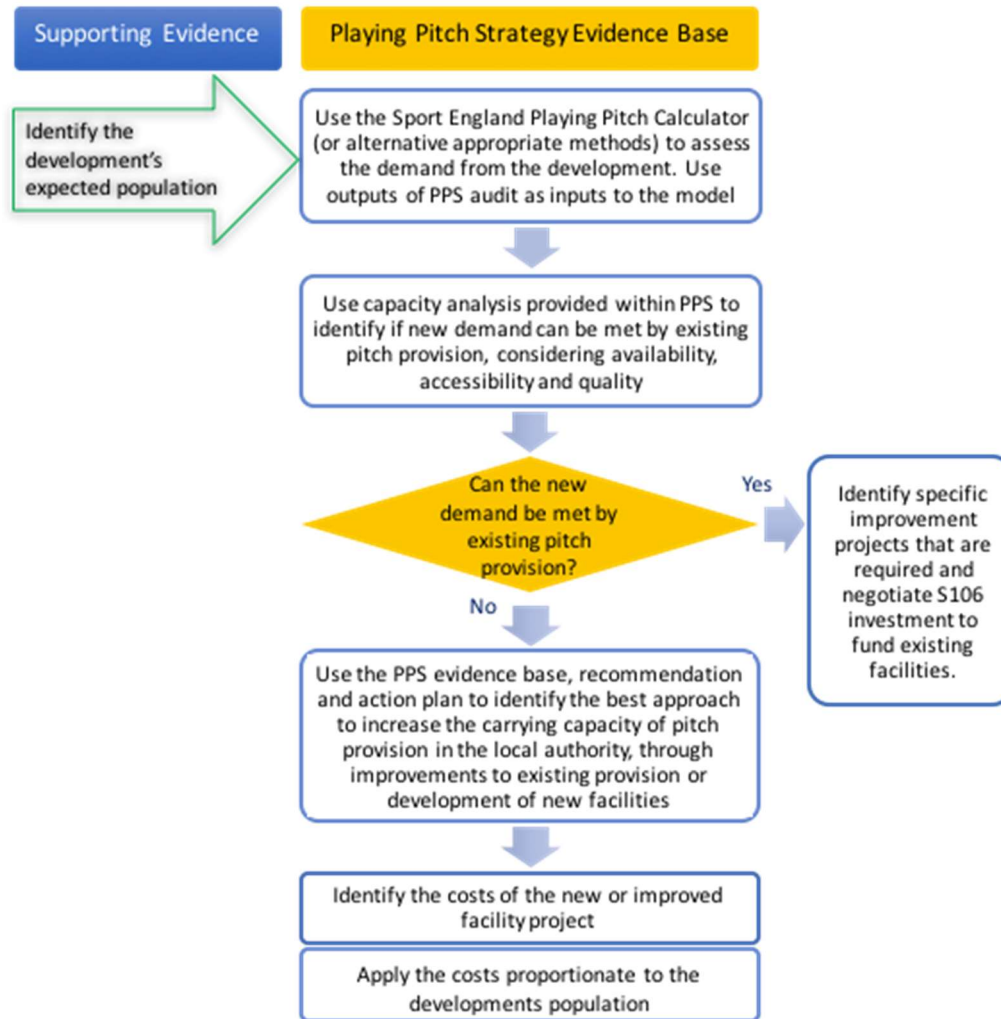 Supporting Evidence
Playing Pitch Strategy Evidence Base
Identify the
development's
expected population
Use the Sport England Playing Pitch Calculator
(or alternative appropriate methods) to assess
the demand from the development. Use
outputs of PPS audit as inputs to the model
Use capacity analysis provided within PPS to
identify if new demand can be met by existing
pitch provision, considering availability,
accessibility and quality
Can the new
demand be met by
existing pitch
provision?
Yes
Identify specific
improvement
projects that are
required and
negotiate S106
investment to
fund existing
facilities.
No
Use the PPS evidence base, recommendation
and action plan to identify the best approach
to increase the carrying capacity of pitch
provision in the local authority, through
improvements to existing provision or
development of new facilities
Identify the costs of the new or improved
facility project
Apply the costs proportionate to the
developments population